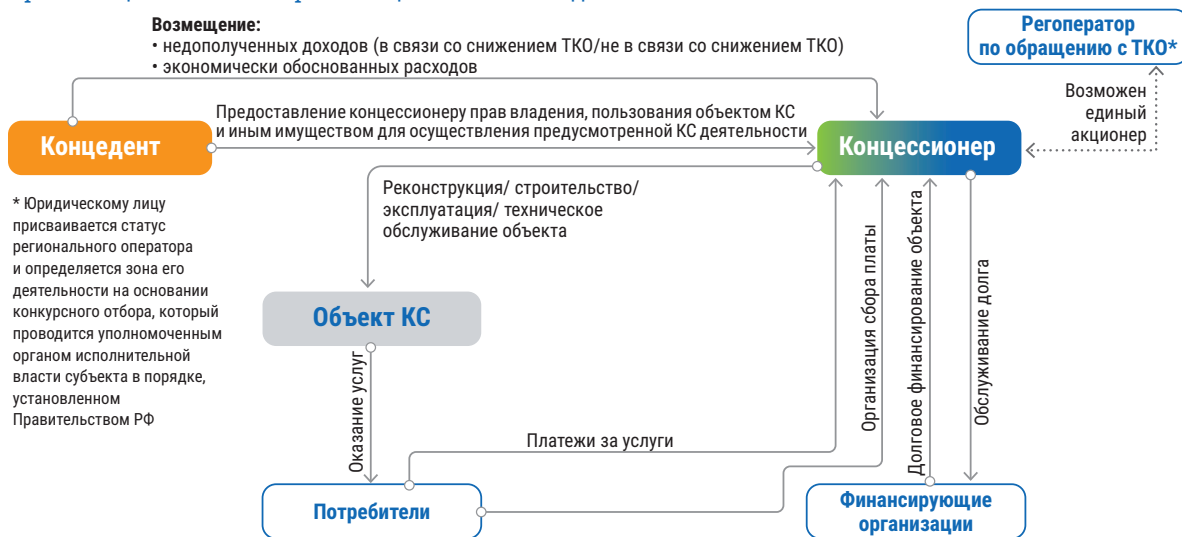 Возмещение:
• недополученных доходов (в связи со снижением ТКО/не в связи со снижением ТКО)
• экономически обоснованных расходов
Регоператор
по обращению с ТКО*
Возможен
единый
акционер
Предоставление концессионеру прав владения, пользования объектом КС
и иным имуществом для осуществления предусмотренной КС деятельности
Концедент
Концессионер
* Юридическому лицу
присваивается статус
регионального оператора
и определяется зона его
деятельности на основании
конкурсного отбора, который
проводится уполномоченным
органом исполнительной
власти субъекта в порядке,
установленном
Правительством РФ
Реконструкция/ строительство/
эксплуатация/ техническое
обслуживание объекта
Объект КС
Оказание услуг
Платежи за услуги
Организация сбора платы
Долговое финансирование объекта
Обслуживание долга
Потребители
Финансирующие
организации